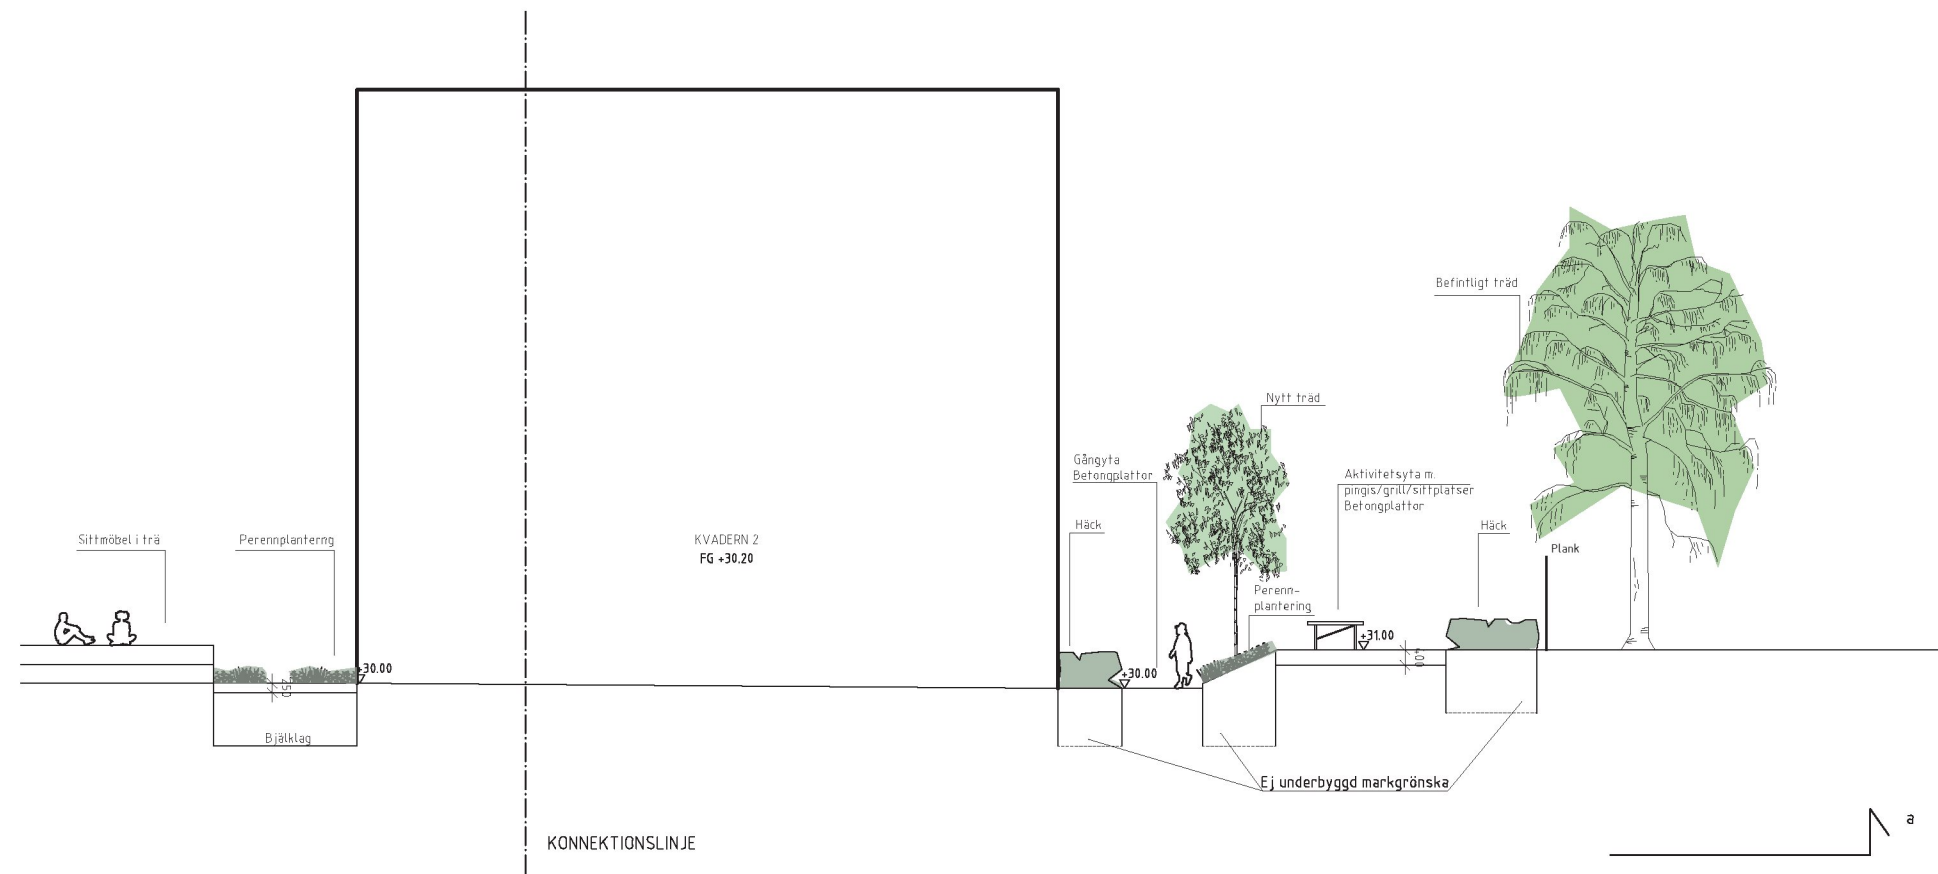 Befintligt träd
Nytt träd
Gångyta
Betongplattor
Aktivitetsyta m.
pingis/grill/sittplatser
Betongplattor
Häck
Häck
Sittmöbel i trä
Perennplanterng
KVADERN 2
FG +30.20
Plank
Perenn-
plantering
+31.00
400
+30.00
+30.00
450
Bjälklag
Ej underbyggd markgrönska
KONNEKTIONSLINJE
a